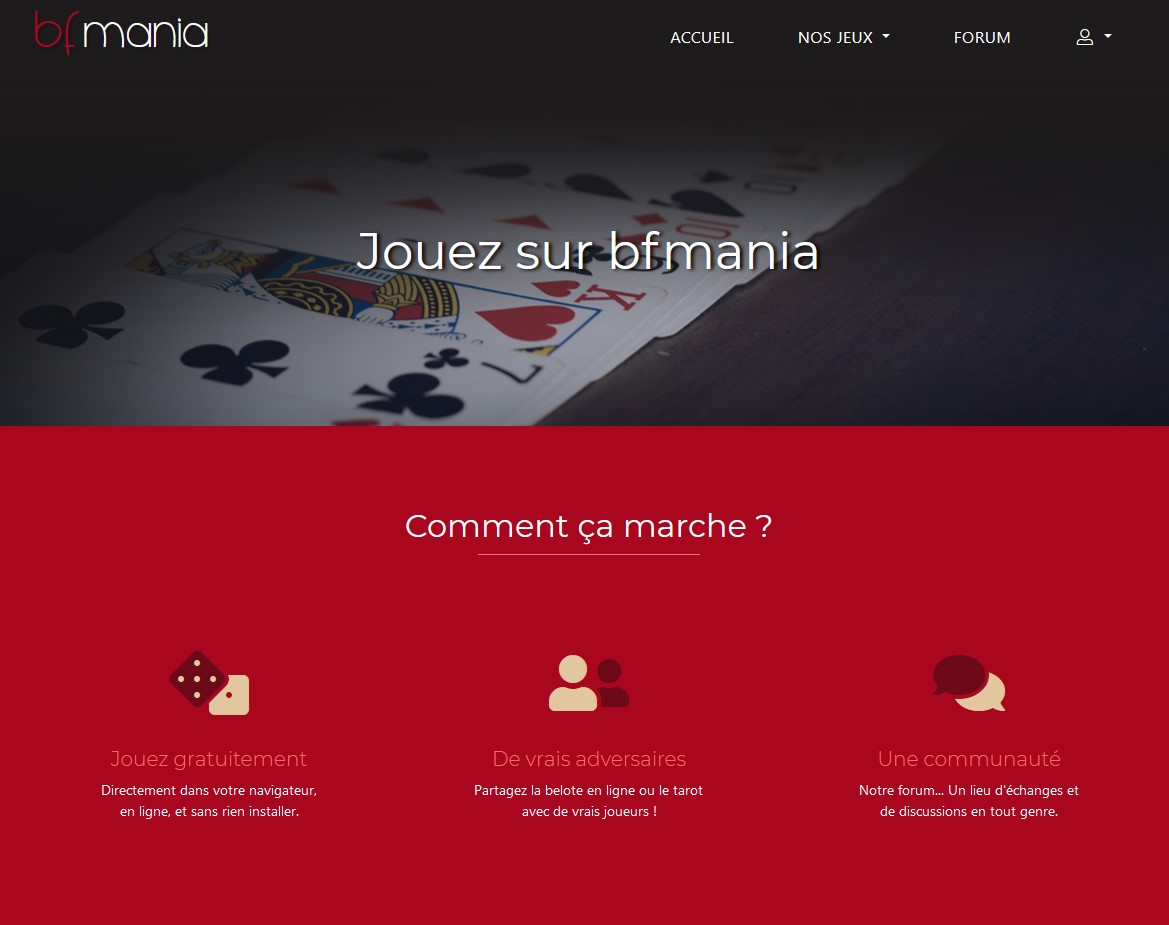 bfmania
ACCUEIL NOS JEUX FORUM
10
10
K
Jouez sur bfmania
Comment ça marche ?
Jouez gratuitement
Directement dans votre navigateur,
en ligne, et sans rien installer.
De vrais adversaires
Partagez la belote en ligne ou le tarot
avec de vrais joueurs !
Une communauté
Notre forum... Un lieu d'échanges et
de discussions en tout genre.